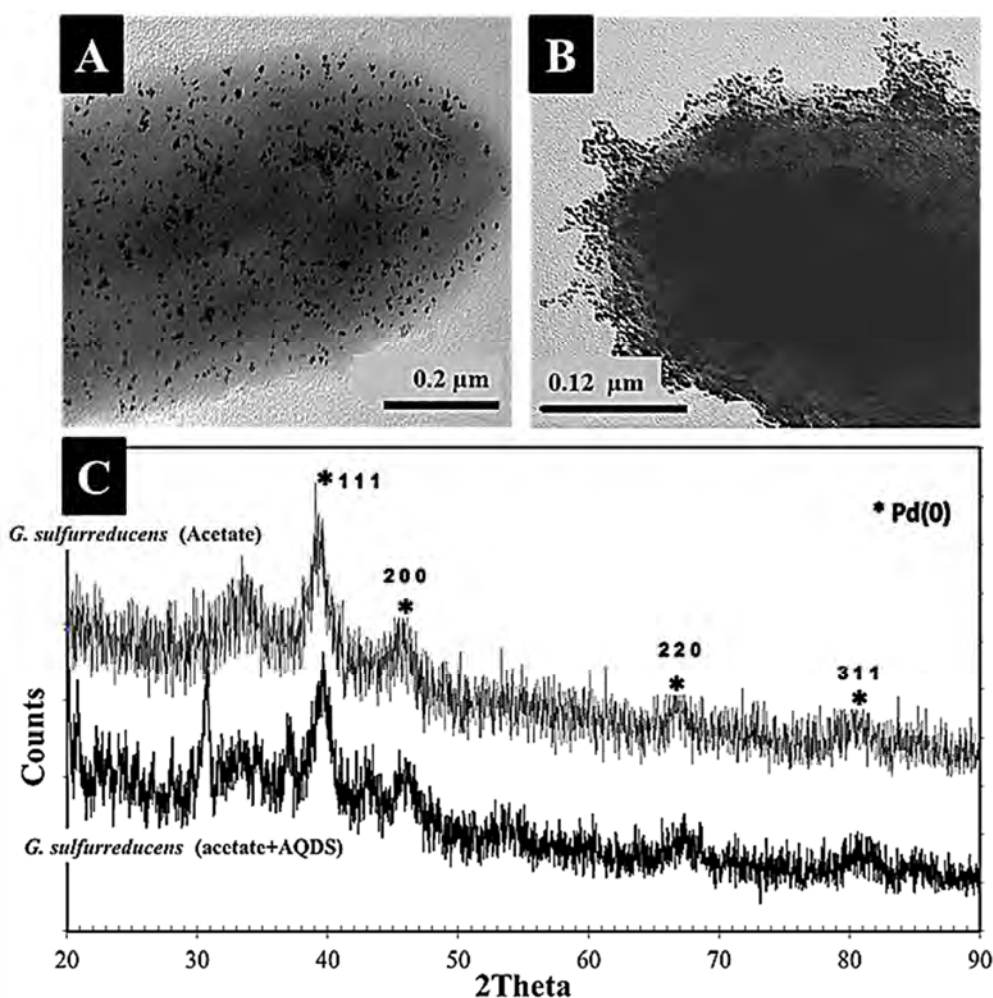 A
B
0.2 µm
0.12 µm
C
* 111
G. sulfurreducens (Acetate)
* Pd(0)
200
*
220
*
311
*
Counts
G. sulfurreducens (acetate+AQDS)
20 30 40 50 60 70 80 90
2Theta